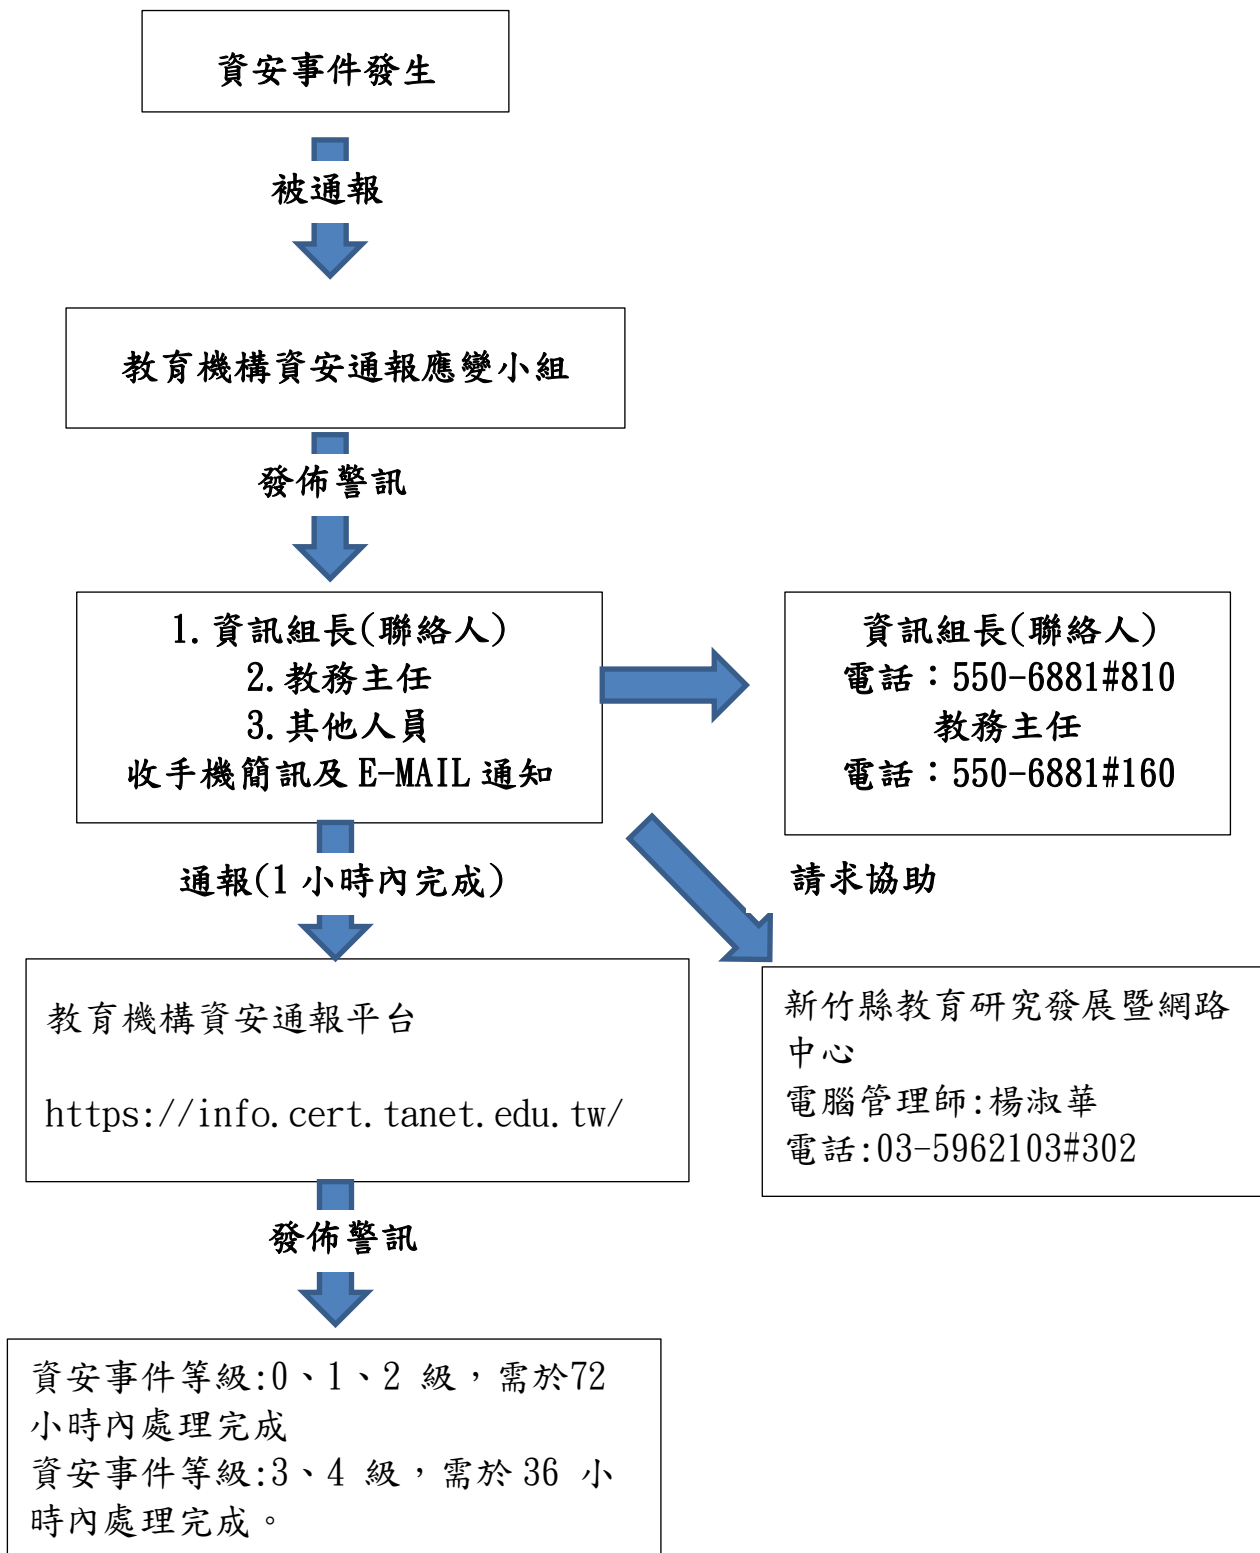 資安事件發生
被通報
教育機構資安通報應變小組
發佈警訊
1.資訊組長(聯絡人)
2.教務主任
3.其他人員
收手機簡訊及 E-MAIL 通知
資訊組長(聯絡人)
電話：550-6881#810
教務主任
電話：550-6881#160
通報(1 小時內完成)
請求協助
教育機構資安通報平台
https://info.cert.tanet.edu.tw/
新竹縣教育研究發展暨網路
中心
電腦管理師:楊淑華
電話:03-5962103#302
發佈警訊
資安事件等級:0、1、2 級，需於72
小時內處理完成
資安事件等級:3、4 級，需於 36 小
時內處理完成。